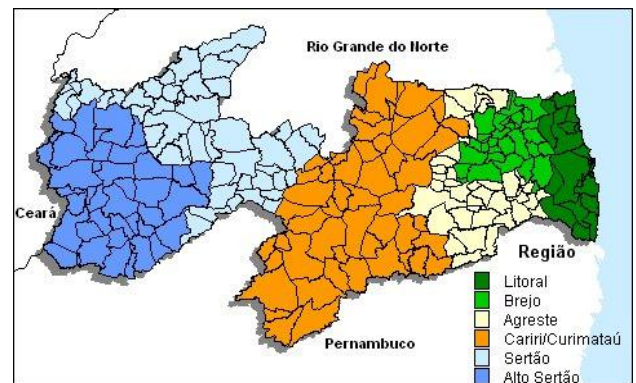 Rio Grande do Norte
Ceará
Pernambuco
Região
Litoral
Brejo
Agreste
Cariri/Curimataú
Sertão
Alto Sertão